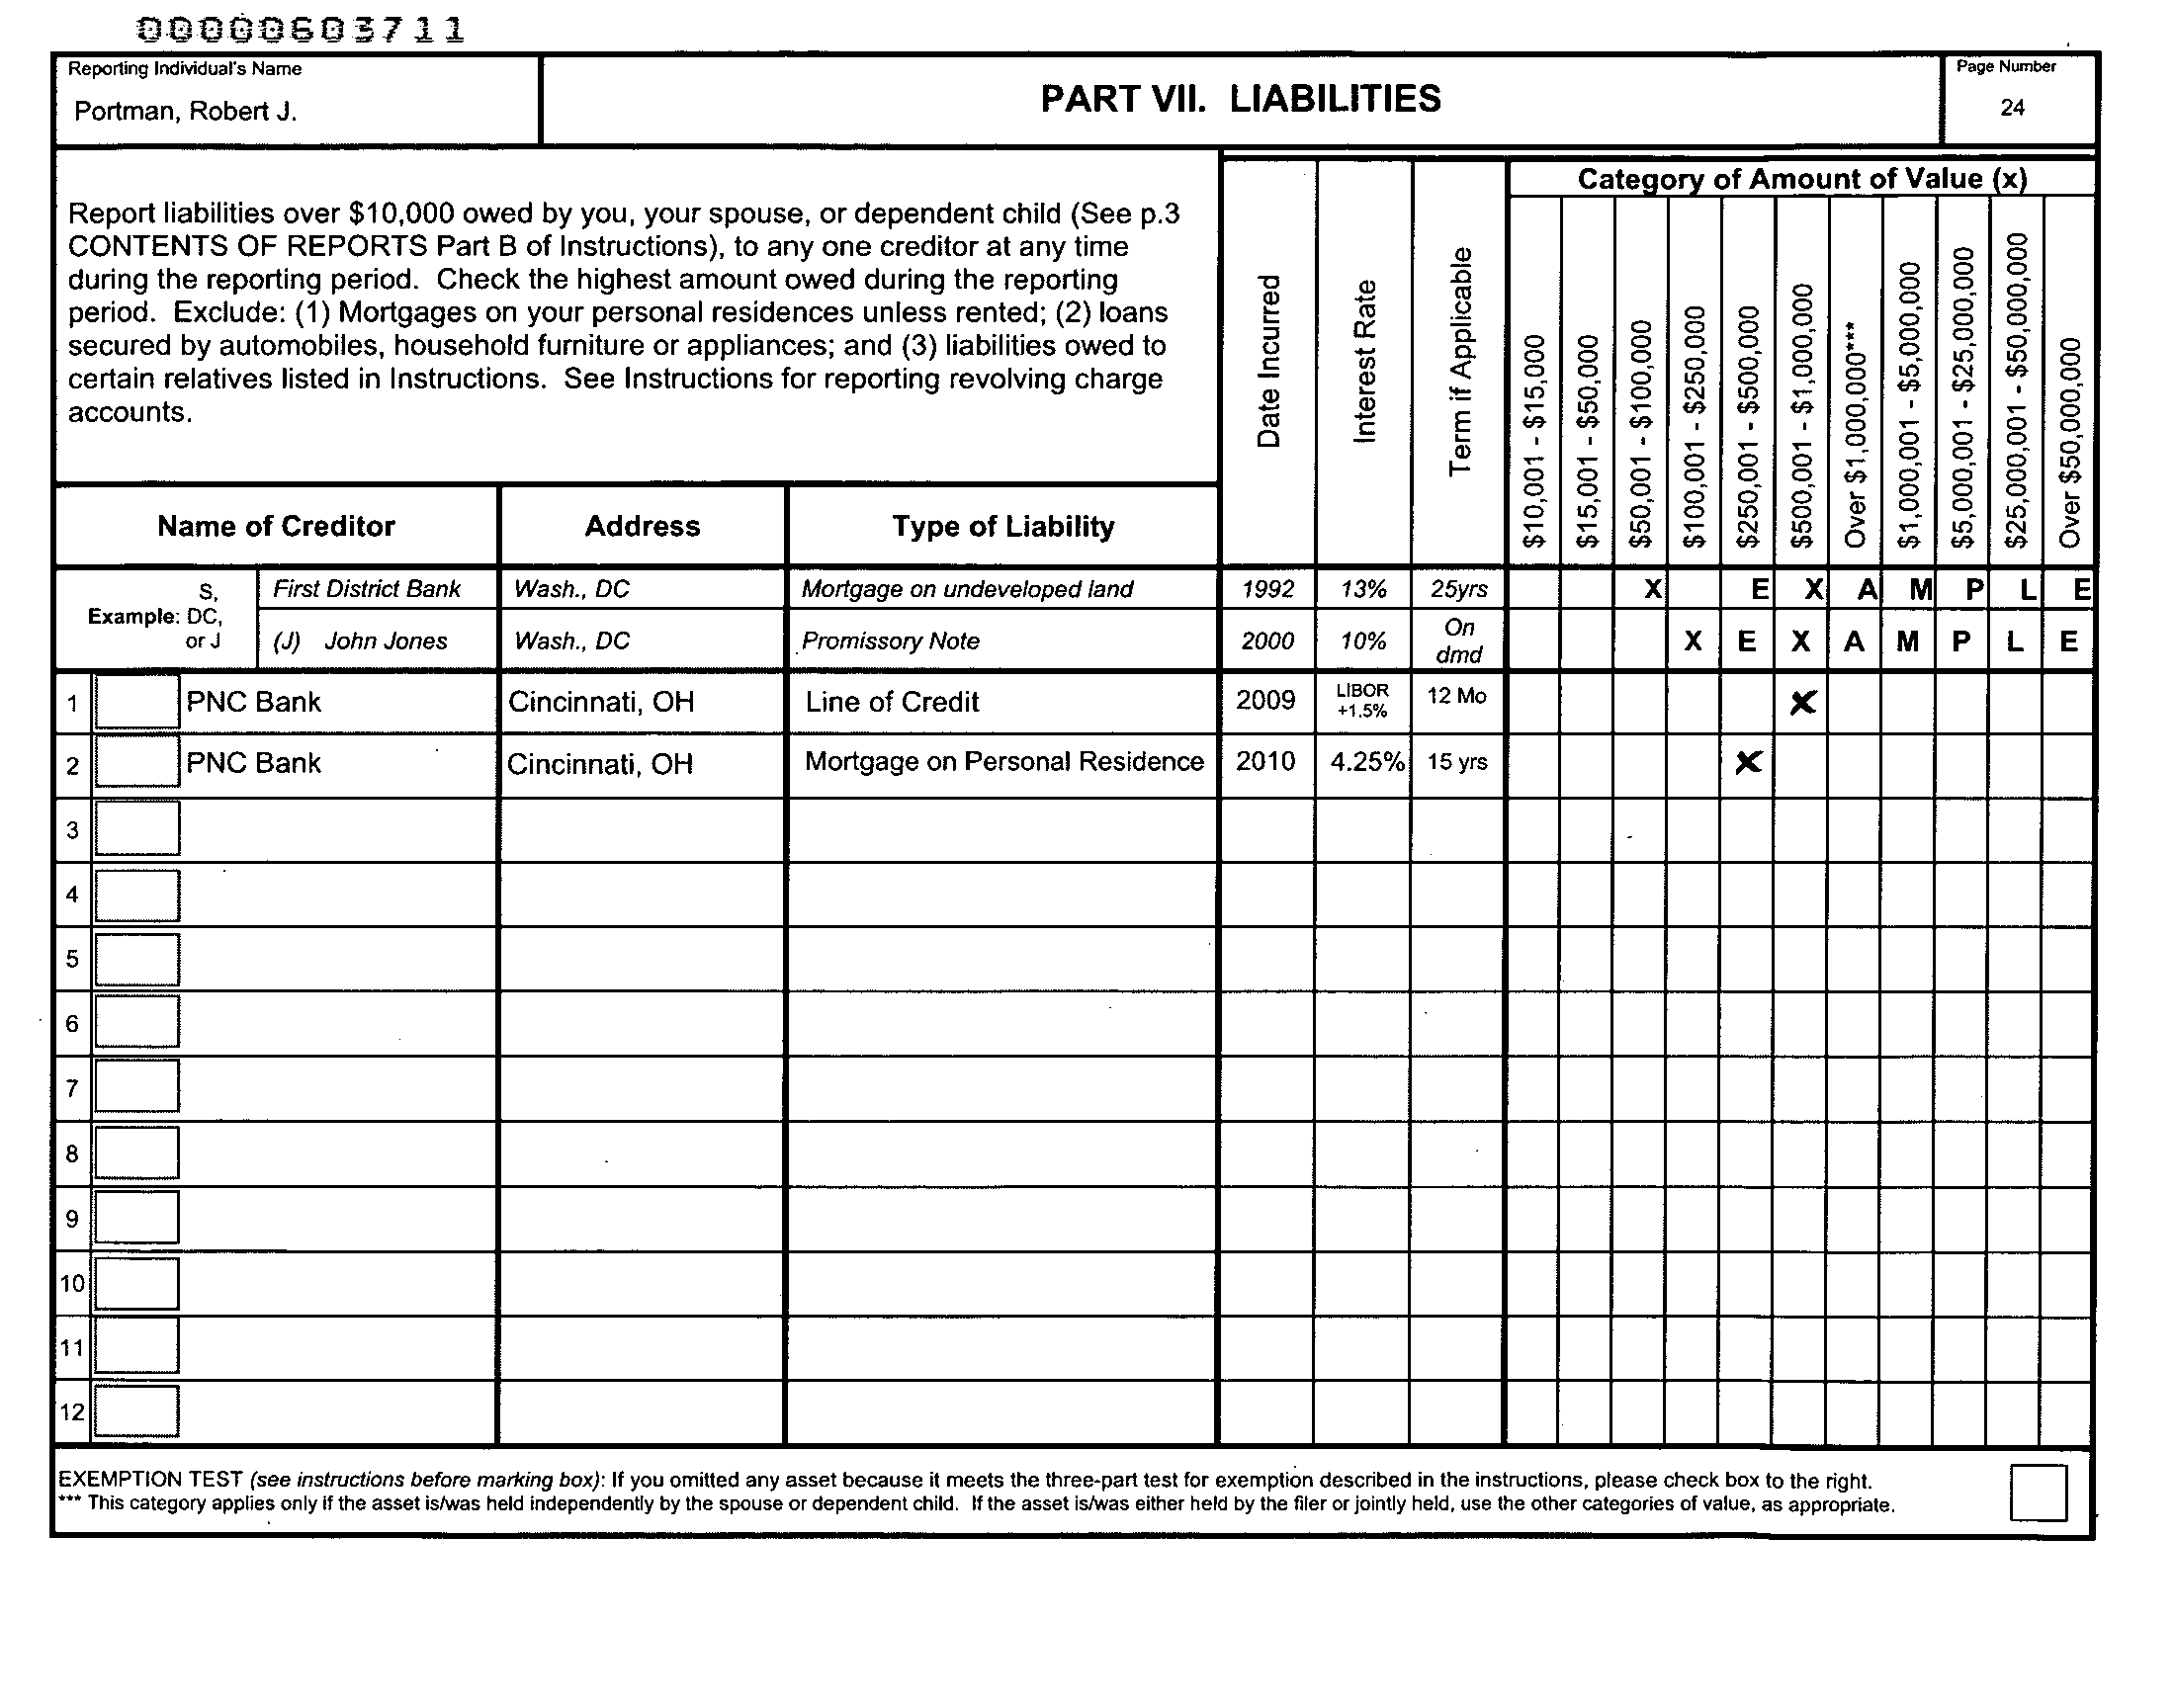 00000603711
Reporting Individual's Name
Portman, Robert J.
PART VII. LIABILITIES
Page Number
24
Report liabilities over $10,000 owed by you, your spouse, or dependent child (See p.3
CONTENTS OF REPORTS Part B of Instructions), to any one creditor at any time
during the reporting period. Check the highest amount owed during the reporting
period. Exclude: (1) Mortgages on your personal residences unless rented; (2) loans
secured by automobiles, household furniture or appliances; and (3) liabilities owed to
certain relatives listed in Instructions. See Instructions for reporting revolving charge
accounts.
Date Incurred
Interest Rate
Term if Applicable
Category of Amount of Value (x)
$10,001 - $15,000
$15,001 - $50,000
$50,001 - $100,000
$100,001 - $250,000
$250,001 - $500,000
$500,001 - $1,000,000
Over $1,000,000***
$1,000,001 - $5,000,000
$5,000,001 - $25,000,000
$25,000,001 - $50,000,000
Over $50,000,000
Name of Creditor Address Type of Liability
Example: S, DC, or J
First District Bank Wash., DC Mortgage on undeveloped land 1992 13% 25yrs X E X A M P L E
(J) John Jones Wash., DC Promissory Note 2000 10% On dmd X E X A M P L E
1 PNC Bank Cincinnati, OH Line of Credit 2009 LIBOR +1.5% 12 Mo X
2 PNC Bank Cincinnati, OH Mortgage on Personal Residence 2010 4.25% 15 yrs X
3
4
5
6
7
8
9
10
11
12
EXEMPTION TEST (see instructions before marking box): If you omitted any asset because it meets the three-part test for exemption described in the instructions, please check box to the right.
*** This category applies only if the asset is/was held independently by the spouse or dependent child. If the asset is/was either held by the filer or jointly held, use the other categories of value, as appropriate.